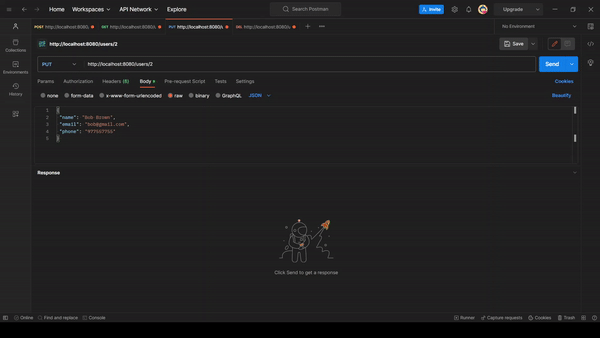 Home Workspaces API Network Explore Search Postman Invite Upgrade
POST http://localhost:8080/ GET http://localhost:8080/u PUT http://localhost:8080/u DEL http://localhost:8080/u No Environment
http://localhost:8080/users/2 Save
Collections
PUT http://localhost:8080/users/2 Send
Environments
Params Authorization Headers (8) Body Pre-request Script Tests Settings Cookies
History
none form-data x-www-form-urlencoded raw binary GraphQL JSON Beautify
1 {
2 "name": "Bob Brown",
3 "email": "bob@gmail.com",
4 "phone": "977557755"
5 }
Response
Click Send to get a response
Online Find and replace Console Runner Capture requests Cookies Trash